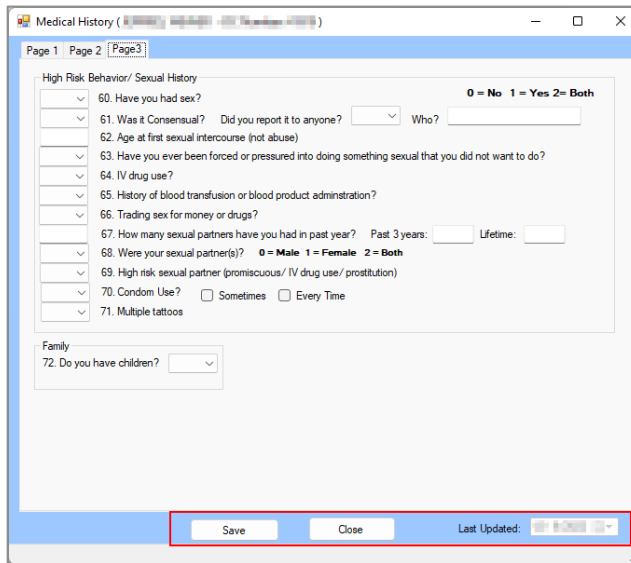 Medical History (
)
Page 1 Page 2 Page3
High Risk Behavior/ Sexual History
0 = No 1 = Yes 2= Both
60. Have you had sex?
61. Was it Consensual? Did you report it to anyone? Who?
62. Age at first sexual intercourse (not abuse)
63. Have you ever been forced or pressured into doing something sexual that you did not want to do?
64. IV drug use?
65. History of blood transfusion or blood product adminstration?
66. Trading sex for money or drugs?
67. How many sexual partners have you had in past year? Past 3 years: Lifetime:
68. Were your sexual partner(s)? 0 = Male 1 = Female 2 = Both
69. High risk sexual partner (promiscuous/ IV drug use/ prostitution)
70. Condom Use? Sometimes Every Time
71. Multiple tattoos
Family
72. Do you have children?
Save Close Last Updated: